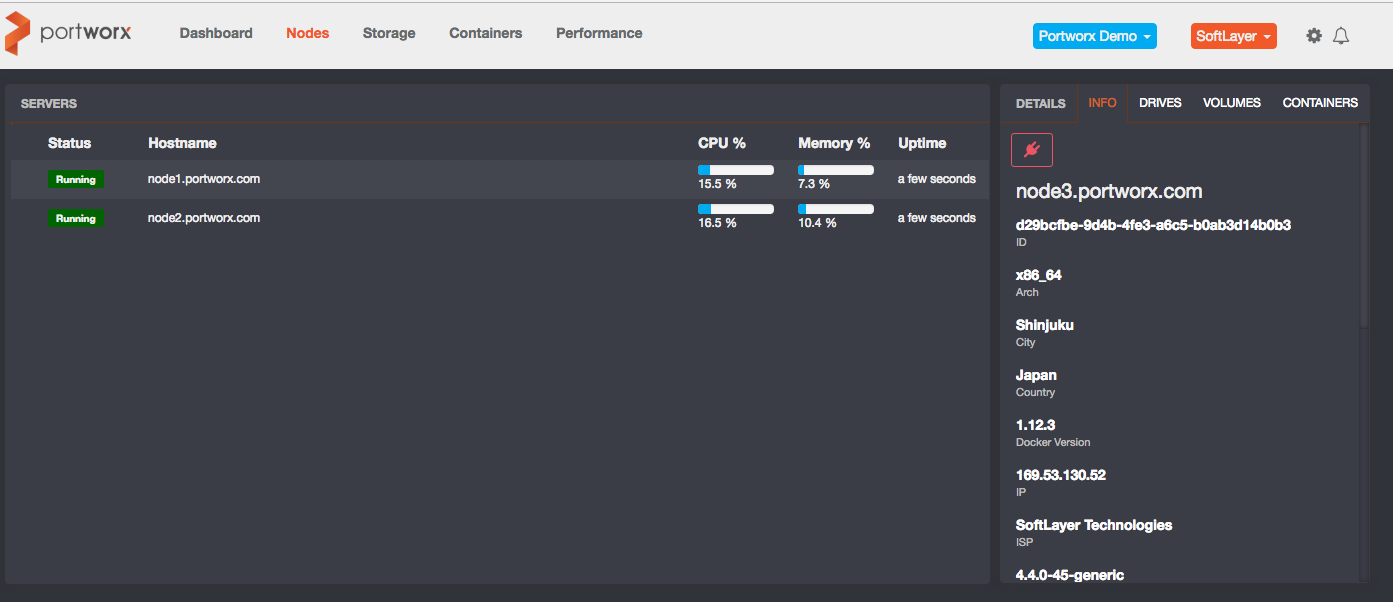 portworx Dashboard Nodes Storage Containers Performance Portworx Demo SoftLayer
SERVERS
Status Hostname CPU % Memory % Uptime
Running node1.portworx.com 15.5 % 7.3 % a few seconds
Running node2.portworx.com 16.5 % 10.4 % a few seconds
DETAILS INFO DRIVES VOLUMES CONTAINERS
node3.portworx.com
d29bcfbe-9d4b-4fe3-a6c5-b0ab3d14b0b3
ID
x86_64
Arch
Shinjuku
City
Japan
Country
1.12.3
Docker Version
169.53.130.52
IP
SoftLayer Technologies
ISP
4.4.0-45-generic